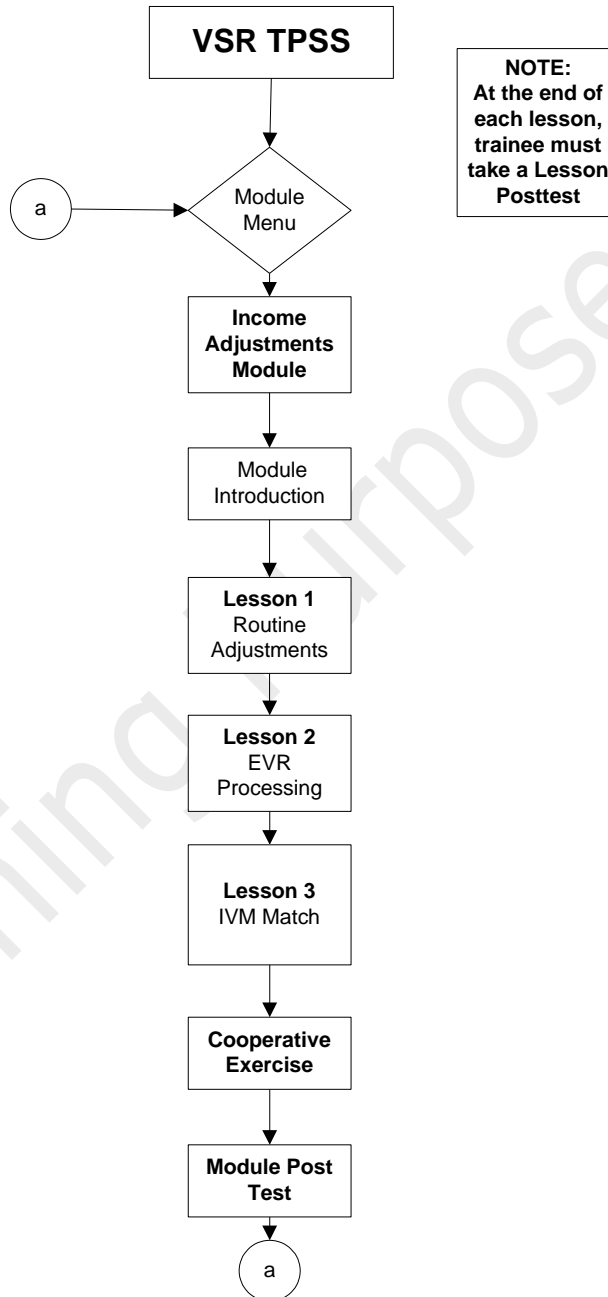 VSR TPSS
NOTE:
At the end of
each lesson,
trainee must
take a Lesson
Posttest
a
Module
Menu
Income
Adjustments
Module
Module
Introduction
Lesson 1
Routine
Adjustments
Lesson 2
EVR
Processing
Lesson 3
IVM Match
Cooperative
Exercise
Module Post
Test
a